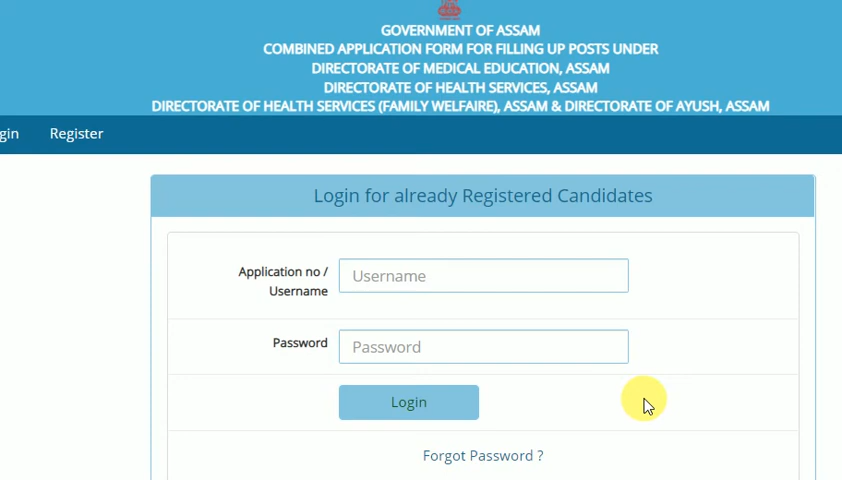 GOVERNMENT OF ASSAM
COMBINED APPLICATION FORM FOR FILLING UP POSTS UNDER
DIRECTORATE OF MEDICAL EDUCATION, ASSAM
DIRECTORATE OF HEALTH SERVICES, ASSAM
DIRECTORATE OF HEALTH SERVICES (FAMILY WELFAIRE), ASSAM & DIRECTORATE OF AYUSH, ASSAM
gin Register
Login for already Registered Candidates
Application no /
Username
Username
Password Password
Login
Forgot Password ?